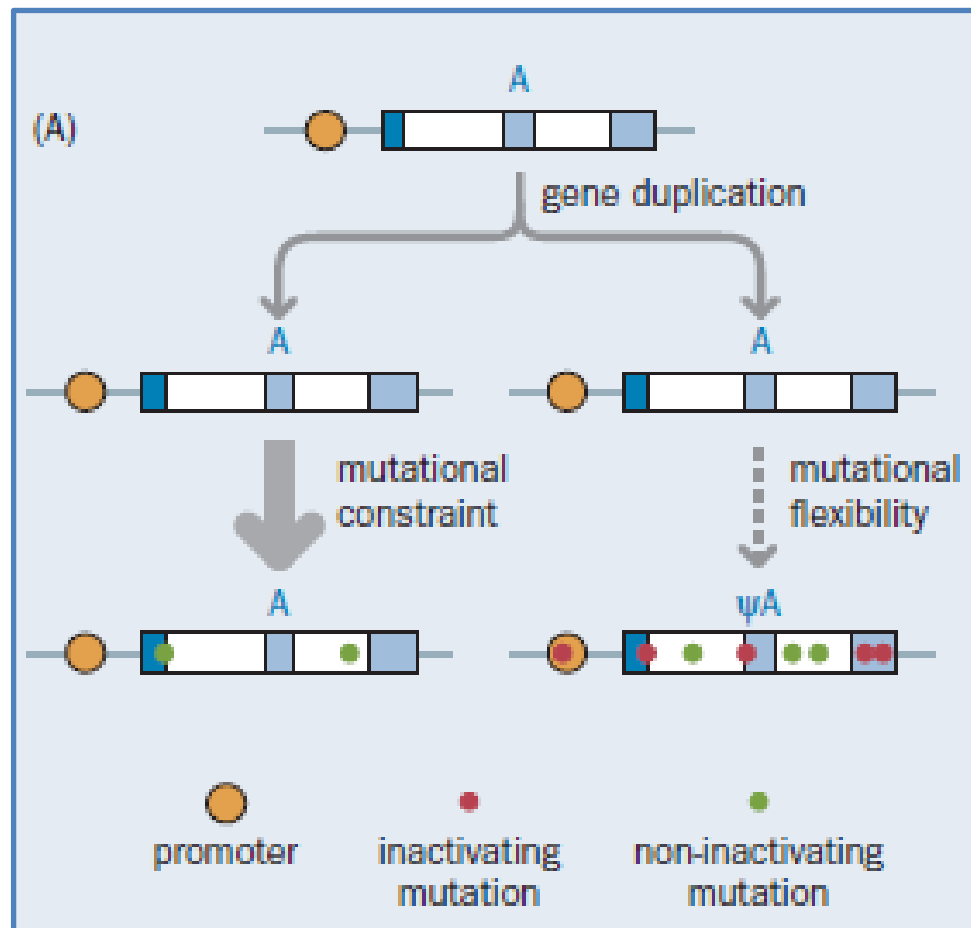 A
(A)
gene duplication
A
A
mutational
constraint
mutational
flexibility
A
ψA
promoter
inactivating
mutation
non-inactivating
mutation